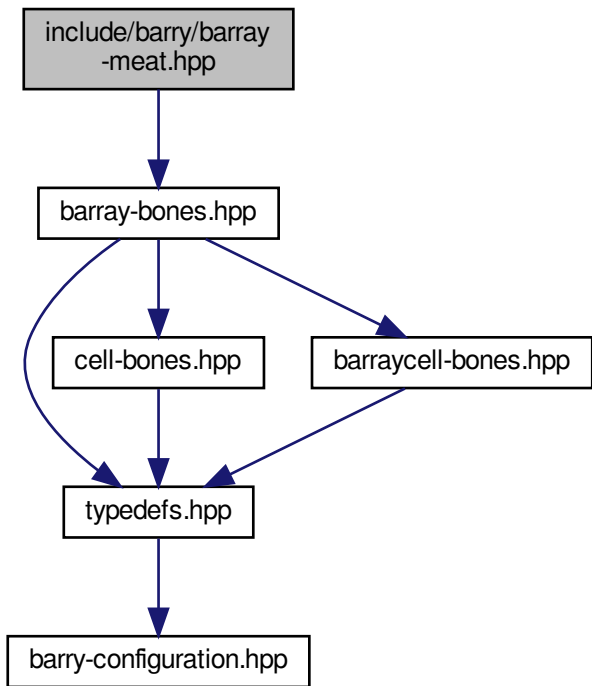 include/barry/barray
-meat.hpp
barray-bones.hpp
cell-bones.hpp
barraycell-bones.hpp
typedefs.hpp
barry-configuration.hpp